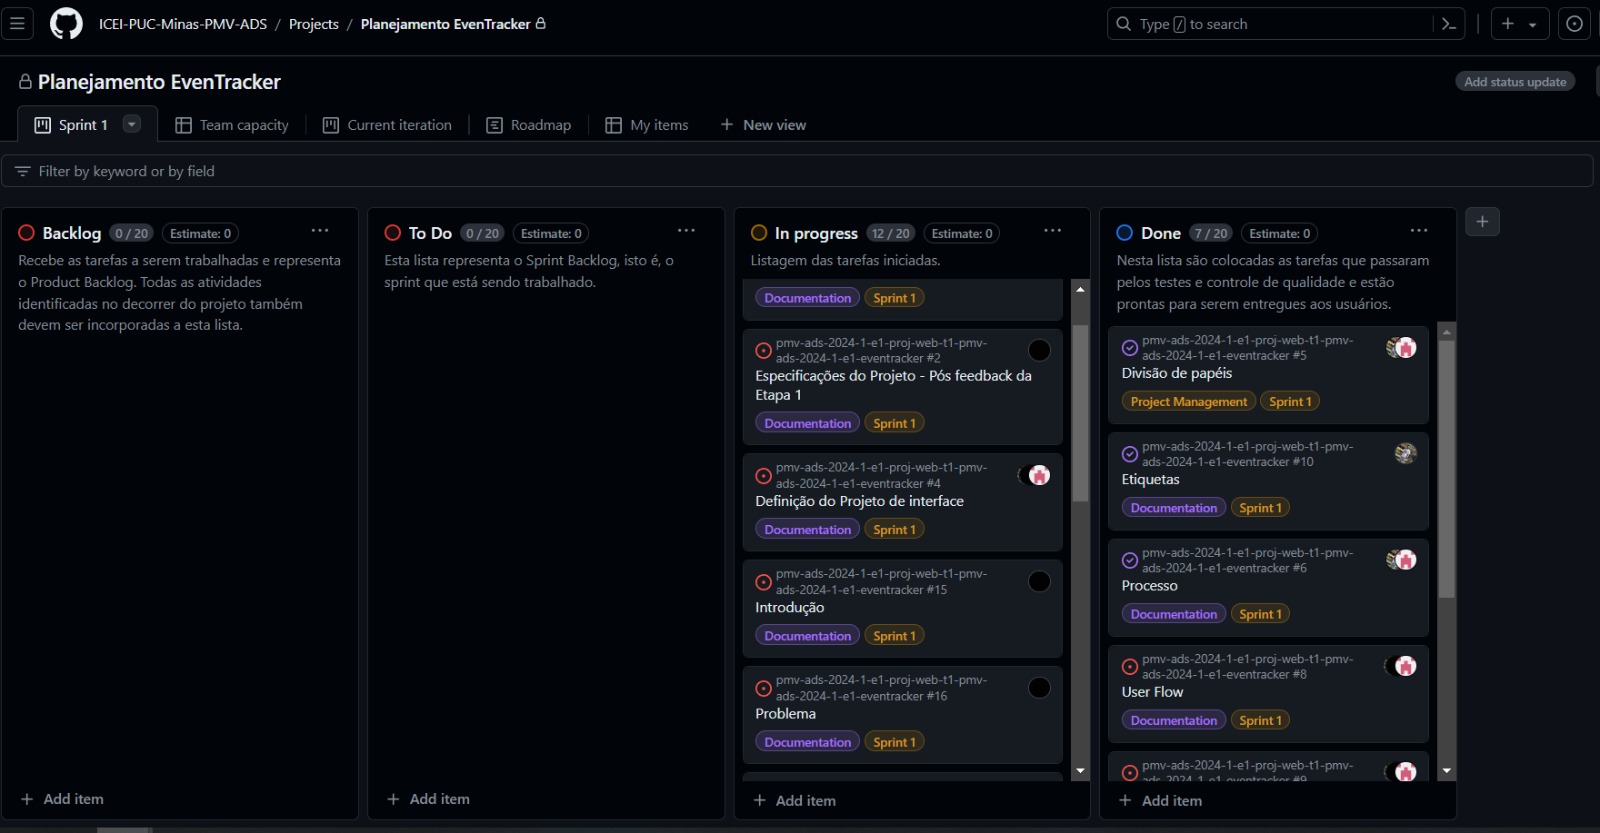 ICEI-PUC-Minas-PMV-ADS / Projects / Planejamento EvenTracker
Type / to search
Planejamento EvenTracker
Add status update
Sprint 1
Team capacity
Current iteration
Roadmap
My items
New view
Filter by keyword or by field
Backlog 0 / 20 Estimate: 0
Recebe as tarefas a serem trabalhadas e representa
o Product Backlog. Todas as atividades
identificadas no decorrer do projeto também
devem ser incorporadas a esta lista.
Add item
To Do 0 / 20 Estimate: 0
Esta lista representa o Sprint Backlog, isto é, o
sprint que está sendo trabalhado.
Add item
In progress 12 / 20 Estimate: 0
Listagem das tarefas iniciadas.
Documentation Sprint 1
pmv-ads-2024-1-e1-proj-web-t1-pmv-
ads-2024-1-e1-eventracker #2
Especificações do Projeto - Pós feedback da
Etapa 1
Documentation Sprint 1
pmv-ads-2024-1-e1-proj-web-t1-pmv-
ads-2024-1-e1-eventracker #4
Definição do Projeto de interface
Documentation Sprint 1
pmv-ads-2024-1-e1-proj-web-t1-pmv-
ads-2024-1-e1-eventracker #15
Introdução
Documentation Sprint 1
pmv-ads-2024-1-e1-proj-web-t1-pmv-
ads-2024-1-e1-eventracker #16
Problema
Documentation Sprint 1
Add item
Done 7 / 20 Estimate: 0
Nesta lista são colocadas as tarefas que passaram
pelos testes e controle de qualidade e estão
prontas para serem entregues aos usuários.
pmv-ads-2024-1-e1-proj-web-t1-pmv-
ads-2024-1-e1-eventracker #5
Divisão de papéis
Project Management Sprint 1
pmv-ads-2024-1-e1-proj-web-t1-pmv-
ads-2024-1-e1-eventracker #10
Etiquetas
Documentation Sprint 1
pmv-ads-2024-1-e1-proj-web-t1-pmv-
ads-2024-1-e1-eventracker #6
Processo
Documentation Sprint 1
pmv-ads-2024-1-e1-proj-web-t1-pmv-
ads-2024-1-e1-eventracker #8
User Flow
Documentation Sprint 1
pmv-ads-2024-1-e1-proj-web-t1-pmv-
ads-2024-1-e1-eventracker #9
Add item